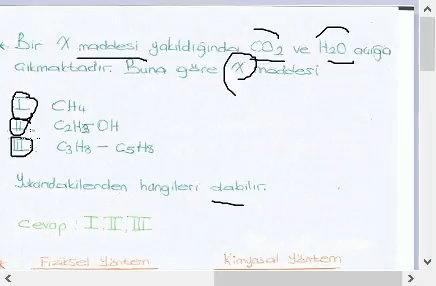 Bir X maddesi yakıldığında CO2 ve H2O açığa
çıkmaktadır. Buna göre X maddesi
I. CH4
II. C2H5-OH
III. C3H8 - C5H8
Yukarıdakilerden hangileri olabilir.
Cevap: I, II, III
Fiziksel Yöntem Kimyasal Yöntem